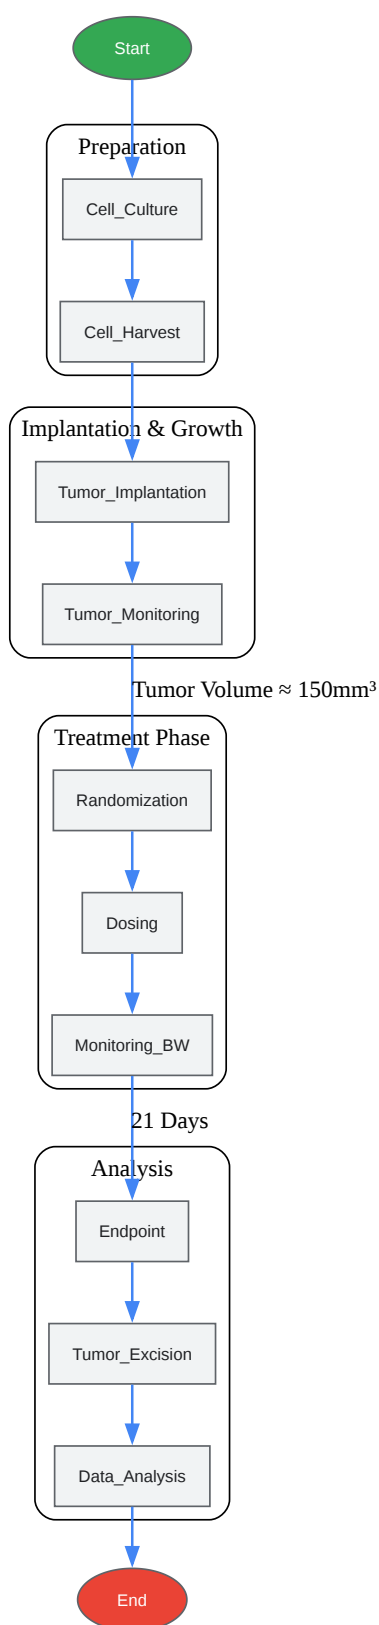 Start
Preparation
Cell_Culture
Cell_Harvest
Implantation & Growth
Tumor_Implantation
Tumor_Monitoring
Tumor Volume ≈ 150mm³
Treatment Phase
Randomization
Dosing
Monitoring_BW
21 Days
Analysis
Endpoint
Tumor_Excision
Data_Analysis
End